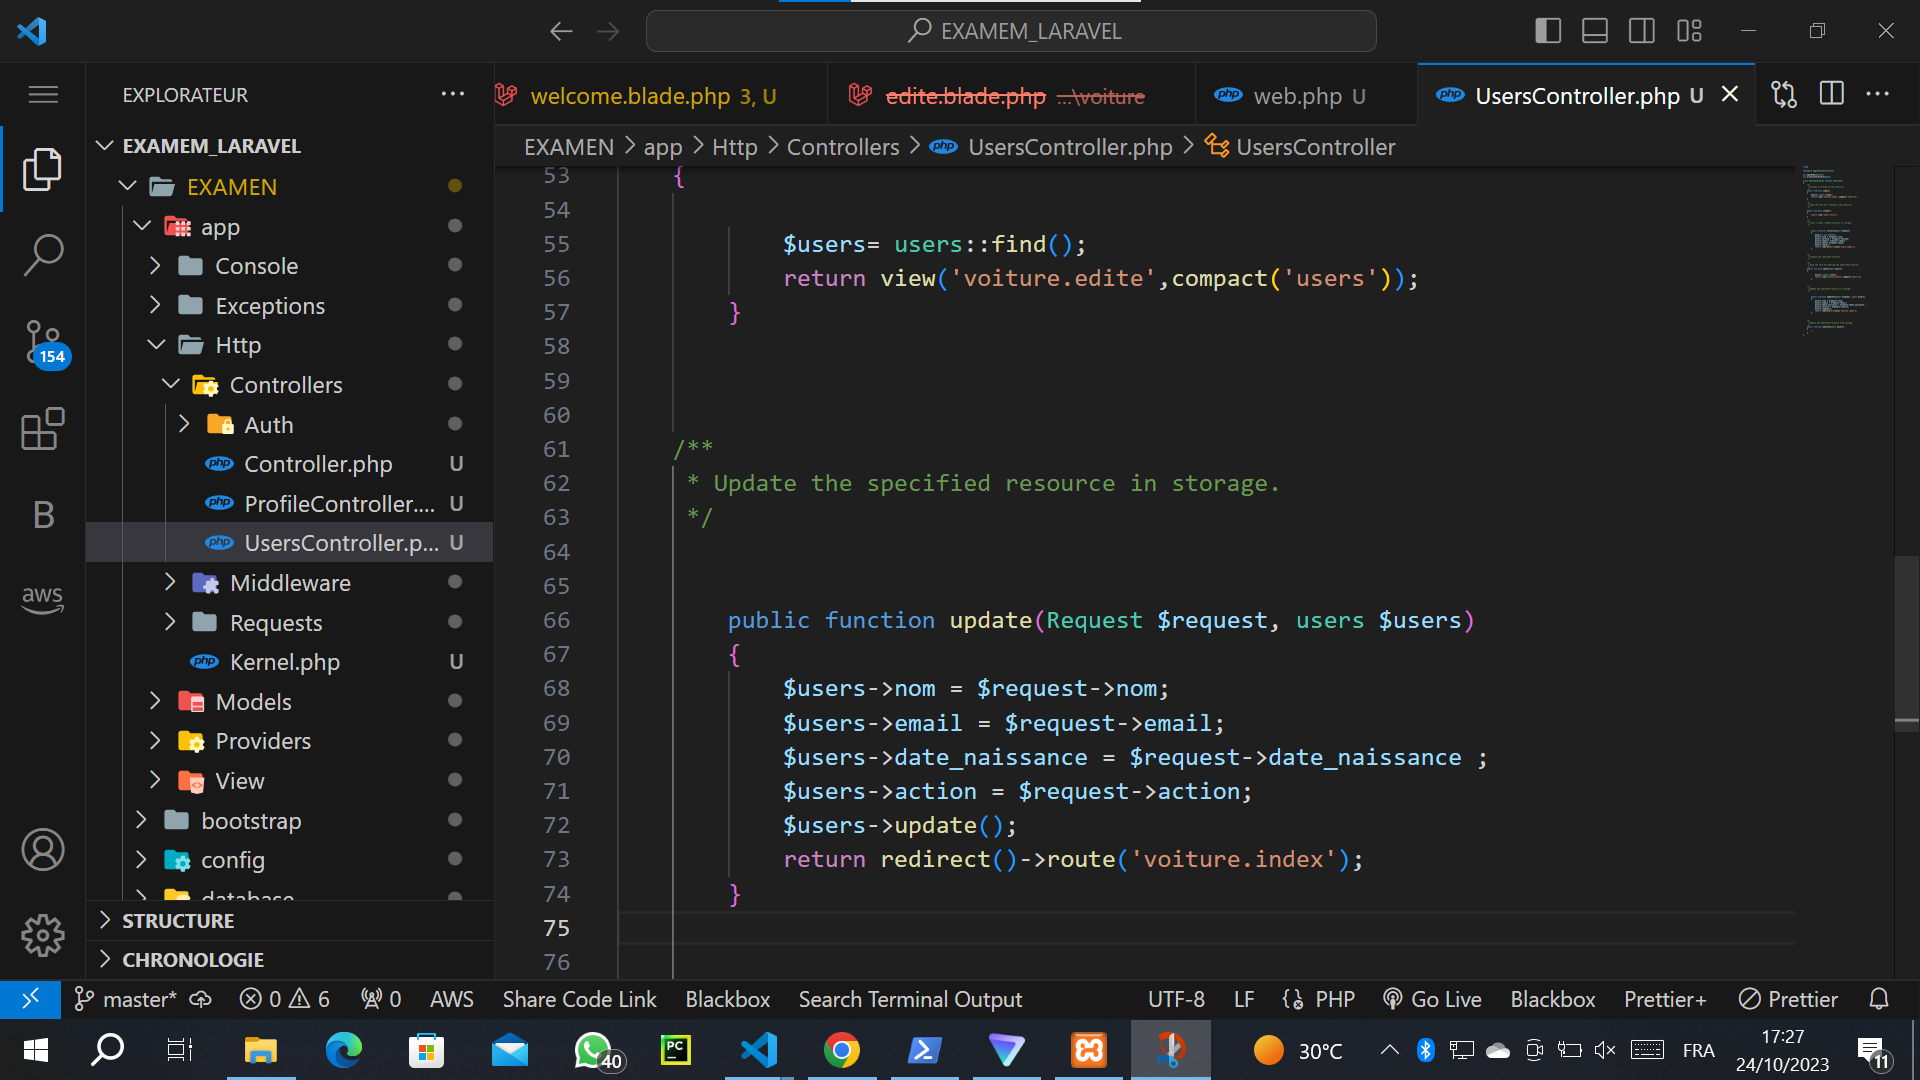 EXAMEM_LARAVEL
EXPLORATEUR
welcome.blade.php 3, U
edite.blade.php ...\voiture
web.php U
UsersController.php U
EXAMEN > app > Http > Controllers > UsersController.php > UsersController
EXAMEM_LARAVEL
EXAMEN
app
Console
Exceptions
Http
Controllers
Auth
Controller.php U
ProfileController.... U
UsersController.p... U
Middleware
Requests
Kernel.php U
Models
Providers
View
bootstrap
config
database
STRUCTURE
CHRONOLOGIE
154
B
aws
53 {
54
55 $users= users::find();
56 return view('voiture.edite',compact('users'));
57 }
58
59
60
61 /**
62 * Update the specified resource in storage.
63 */
64
65
66 public function update(Request $request, users $users)
67 {
68 $users->nom = $request->nom;
69 $users->email = $request->email;
70 $users->date_naissance = $request->date_naissance ;
71 $users->action = $request->action;
72 $users->update();
73 return redirect()->route('voiture.index');
74 }
75
76
master* 0 6 0 AWS Share Code Link Blackbox Search Terminal Output UTF-8 LF PHP Go Live Blackbox Prettier+ Prettier
40
PC
30°C
FRA
17:27
24/10/2023
11